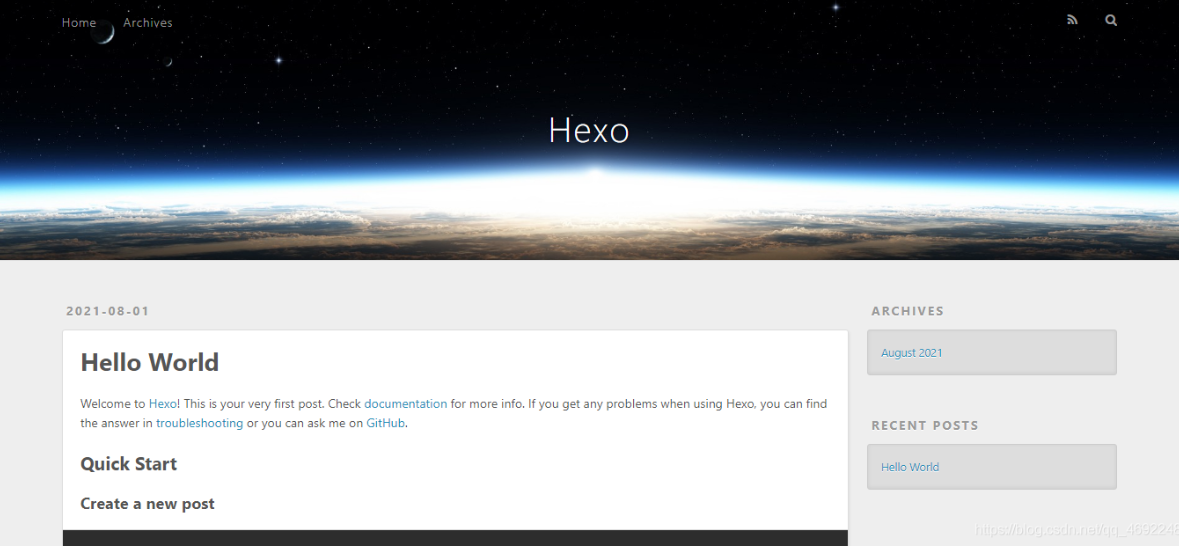 Home Archives
Hexo
2021-08-01
Hello World
Welcome to Hexo! This is your very first post. Check documentation for more info. If you get any problems when using Hexo, you can find
the answer in troubleshooting or you can ask me on GitHub.
Quick Start
Create a new post
ARCHIVES
August 2021
RECENT POSTS
Hello World
https://blog.csdn.net/qq_4692248